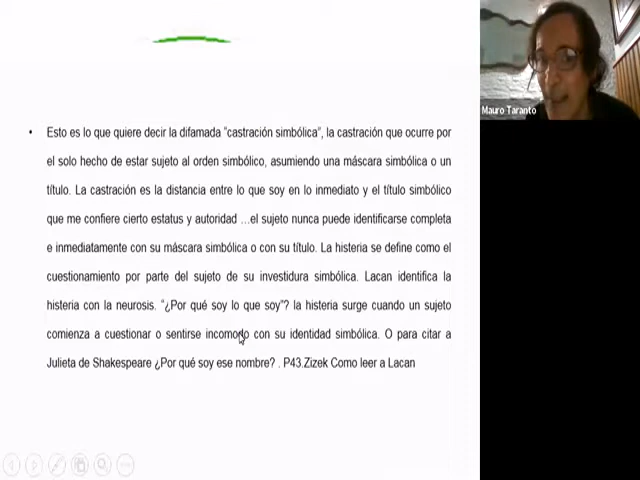 Mauro Taranto
• Esto es lo que quiere decir la difamada "castración simbólica", la castración que ocurre por
el solo hecho de estar sujeto al orden simbólico, asumiendo una máscara simbólica o un
título. La castración es la distancia entre lo que soy en lo inmediato y el título simbólico
que me confiere cierto estatus y autoridad ...el sujeto nunca puede identificarse completa
e inmediatamente con su máscara simbólica o con su título. La histeria se define como el
cuestionamiento por parte del sujeto de su investidura simbólica. Lacan identifica la
histeria con la neurosis. "¿Por qué soy lo que soy"? la histeria surge cuando un sujeto
comienza a cuestionar o sentirse incomodo con su identidad simbólica. O para citar a
Julieta de Shakespeare ¿Por qué soy ese nombre? . P43.Zizek Como leer a Lacan